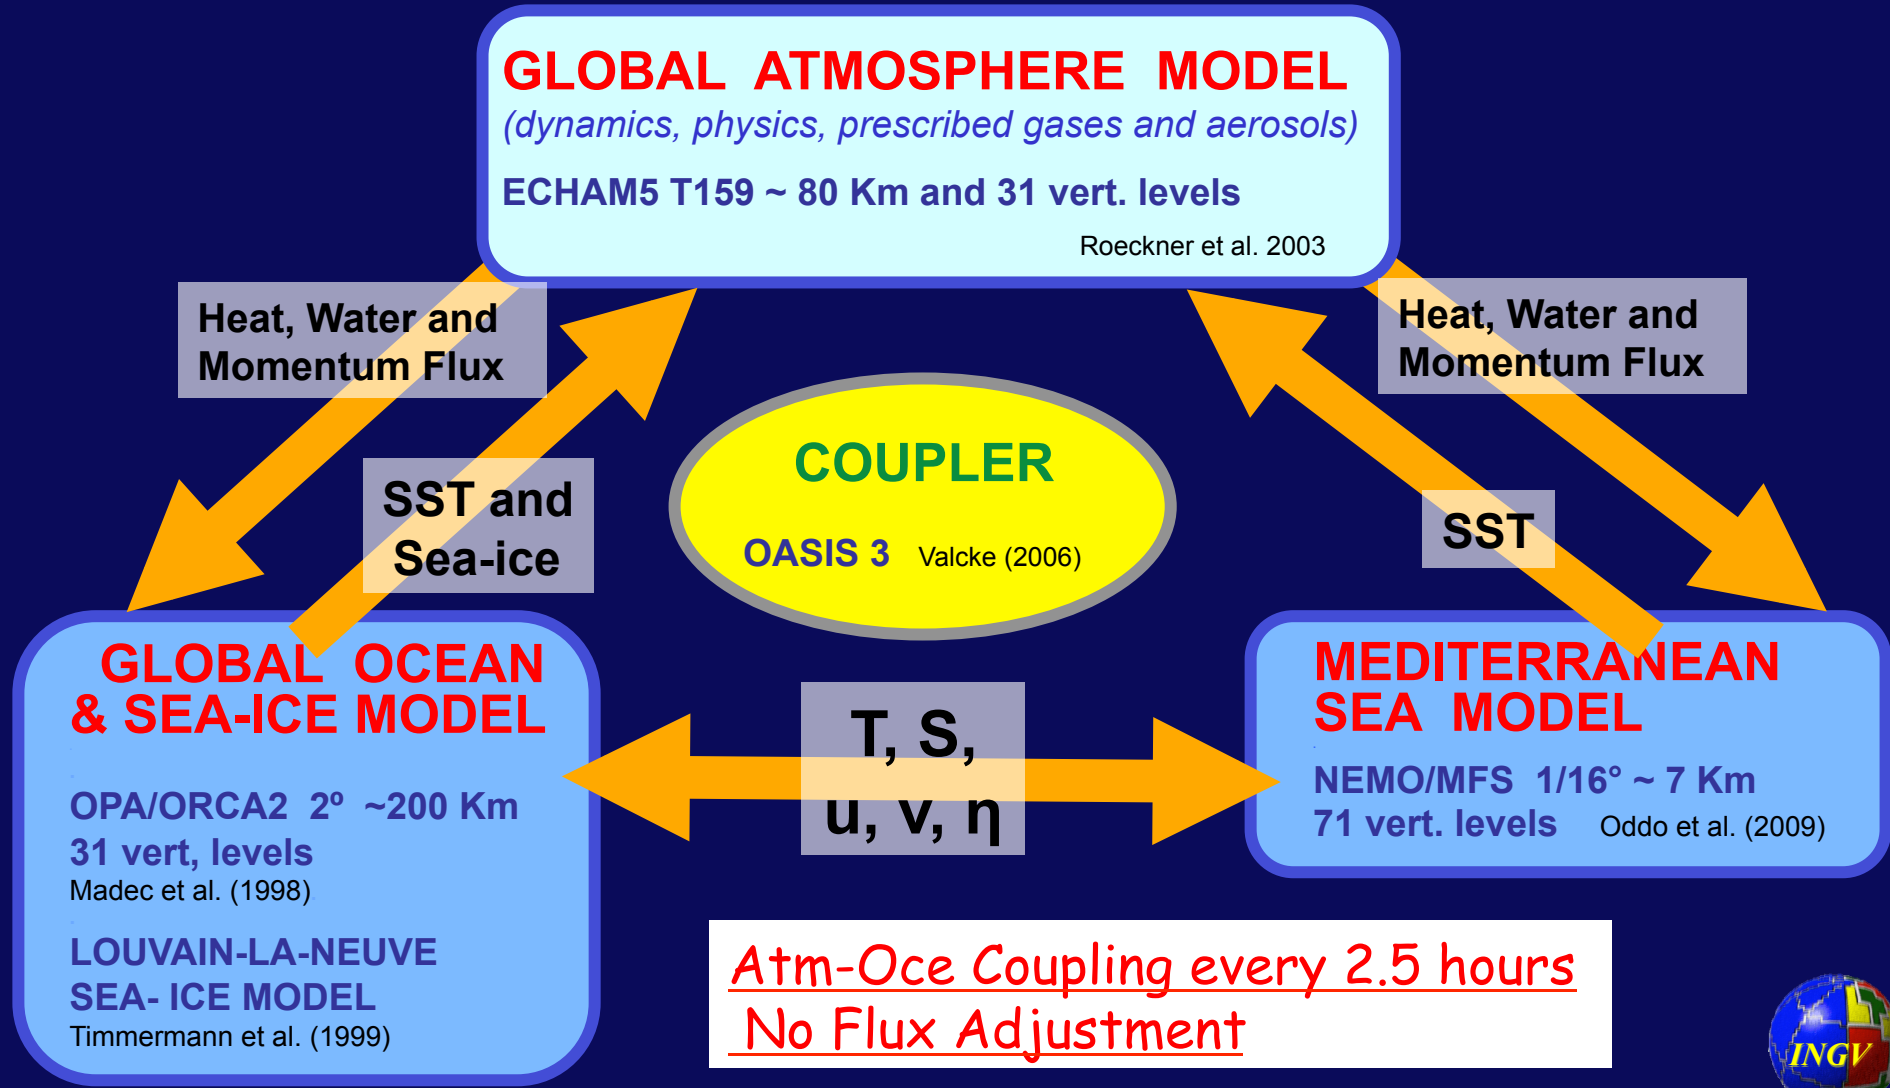 GLOBAL ATMOSPHERE MODEL
(dynamics, physics, prescribed gases and aerosols)
ECHAM5 T159 ~ 80 Km and 31 vert. levels
Roeckner et al. 2003
Heat, Water and
Momentum Flux
Heat, Water and
Momentum Flux
SST and
Sea-ice
COUPLER
OASIS 3 Valcke (2006)
SST
GLOBAL OCEAN
& SEA-ICE MODEL
OPA/ORCA2 2º ~200 Km
31 vert, levels
Madec et al. (1998)
LOUVAIN-LA-NEUVE
SEA- ICE MODEL
Timmermann et al. (1999)
T, S,
u, v, η
MEDITERRANEAN
SEA MODEL
NEMO/MFS 1/16° ~ 7 Km
71 vert. levels Oddo et al. (2009)
Atm-Oce Coupling every 2.5 hours
No Flux Adjustment
INGV